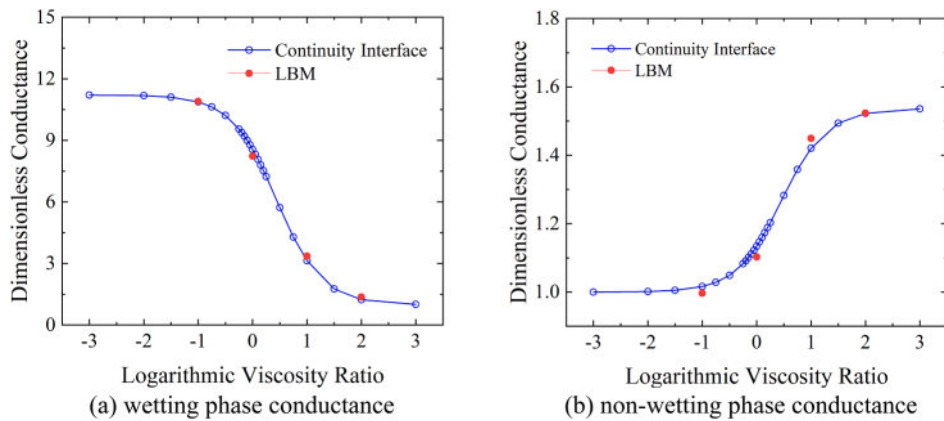 15
12
9
6
3
0
Dimensionless Conductance
Continuity Interface
LBM
-3 -2 -1 0 1 2 3
Logarithmic Viscosity Ratio
(a) wetting phase conductance
1.8
1.6
1.4
1.2
1.0
Dimensionless Conductance
Continuity Interface
LBM
-3 -2 -1 0 1 2 3
Logarithmic Viscosity Ratio
(b) non-wetting phase conductance